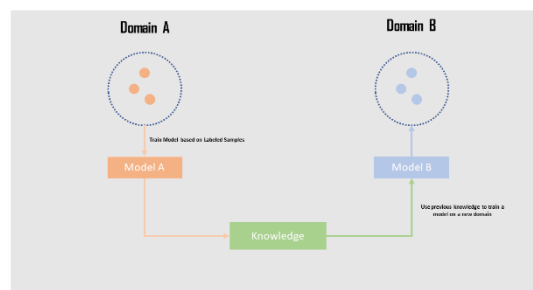 Domain A
Domain B
Train Model based on Labeled Samples
Model A
Model B
Use previous knowledge to train a
model on a new domain
Knowledge